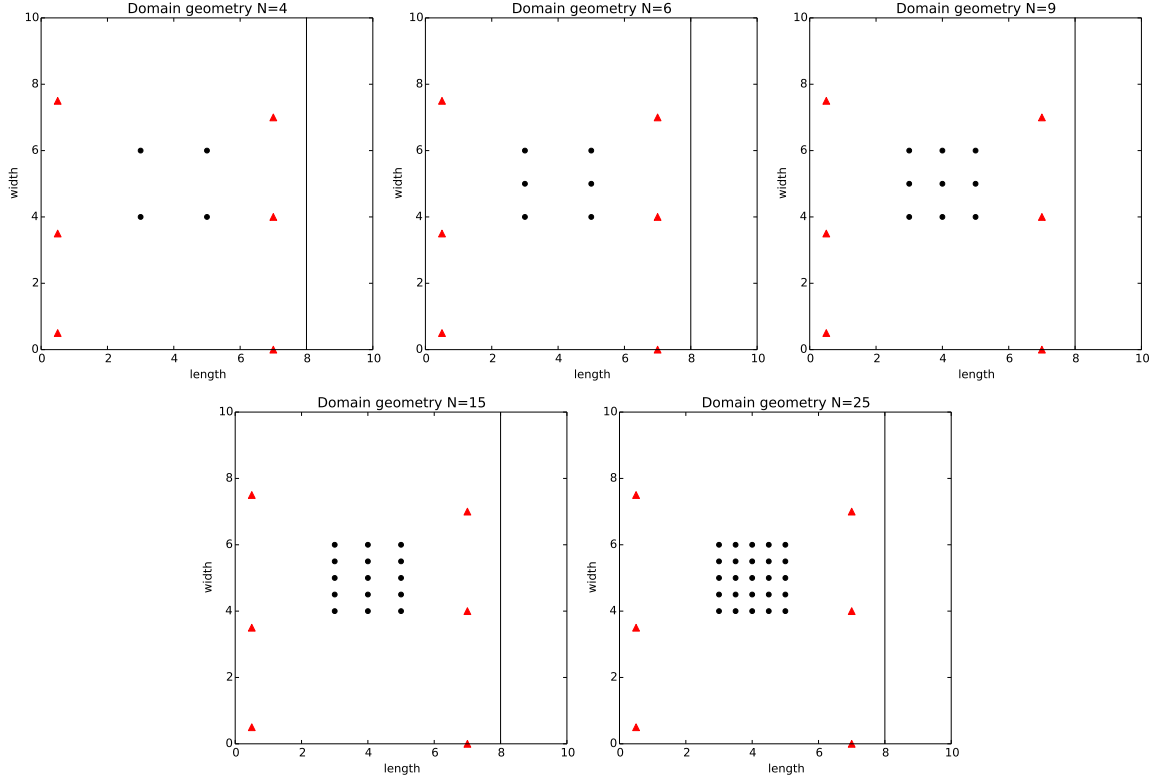 Domain geometry N=4
10
8
6
4
2
0
width
0 2 4 6 8 10
length
Domain geometry N=6
10
8
6
4
2
0
width
0 2 4 6 8 10
length
Domain geometry N=9
10
8
6
4
2
0
width
0 2 4 6 8 10
length
Domain geometry N=15
10
8
6
4
2
0
width
0 2 4 6 8 10
length
Domain geometry N=25
10
8
6
4
2
0
width
0 2 4 6 8 10
length